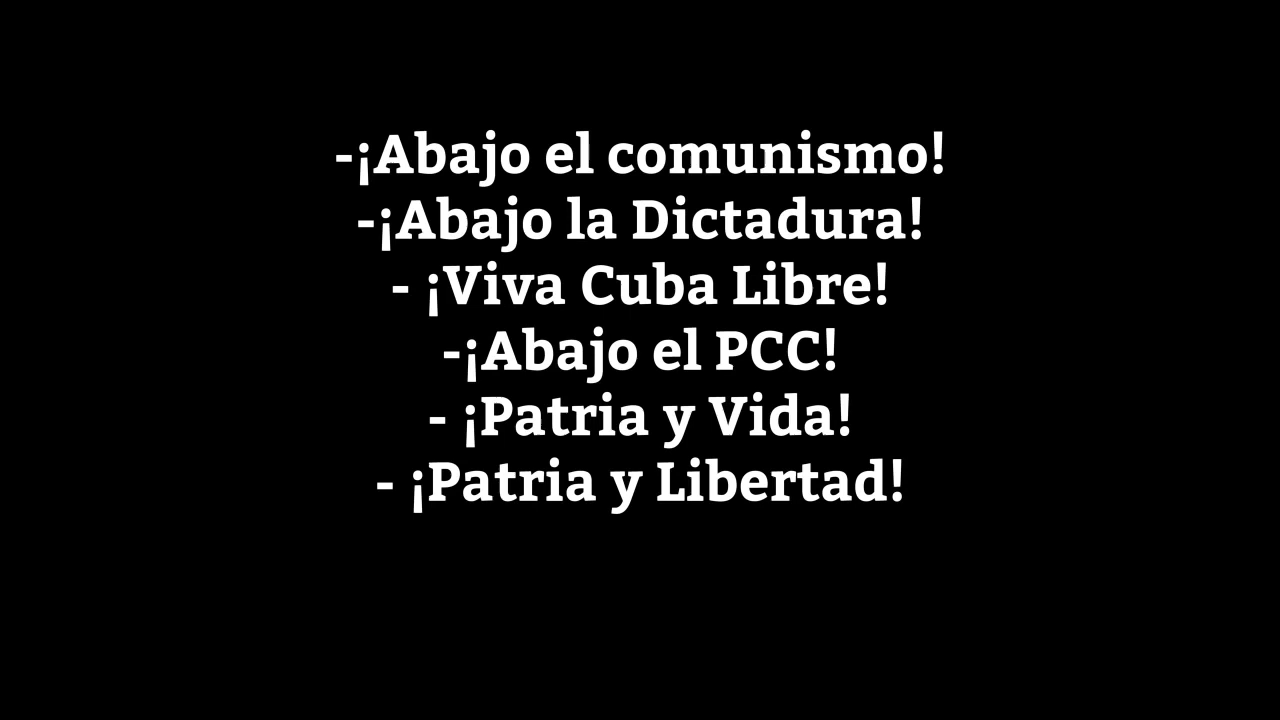 -¡Abajo el comunismo!
-¡Abajo la Dictadura!
- ¡Viva Cuba Libre!
-¡Abajo el PCC!
- ¡Patria y Vida!
- ¡Patria y Libertad!